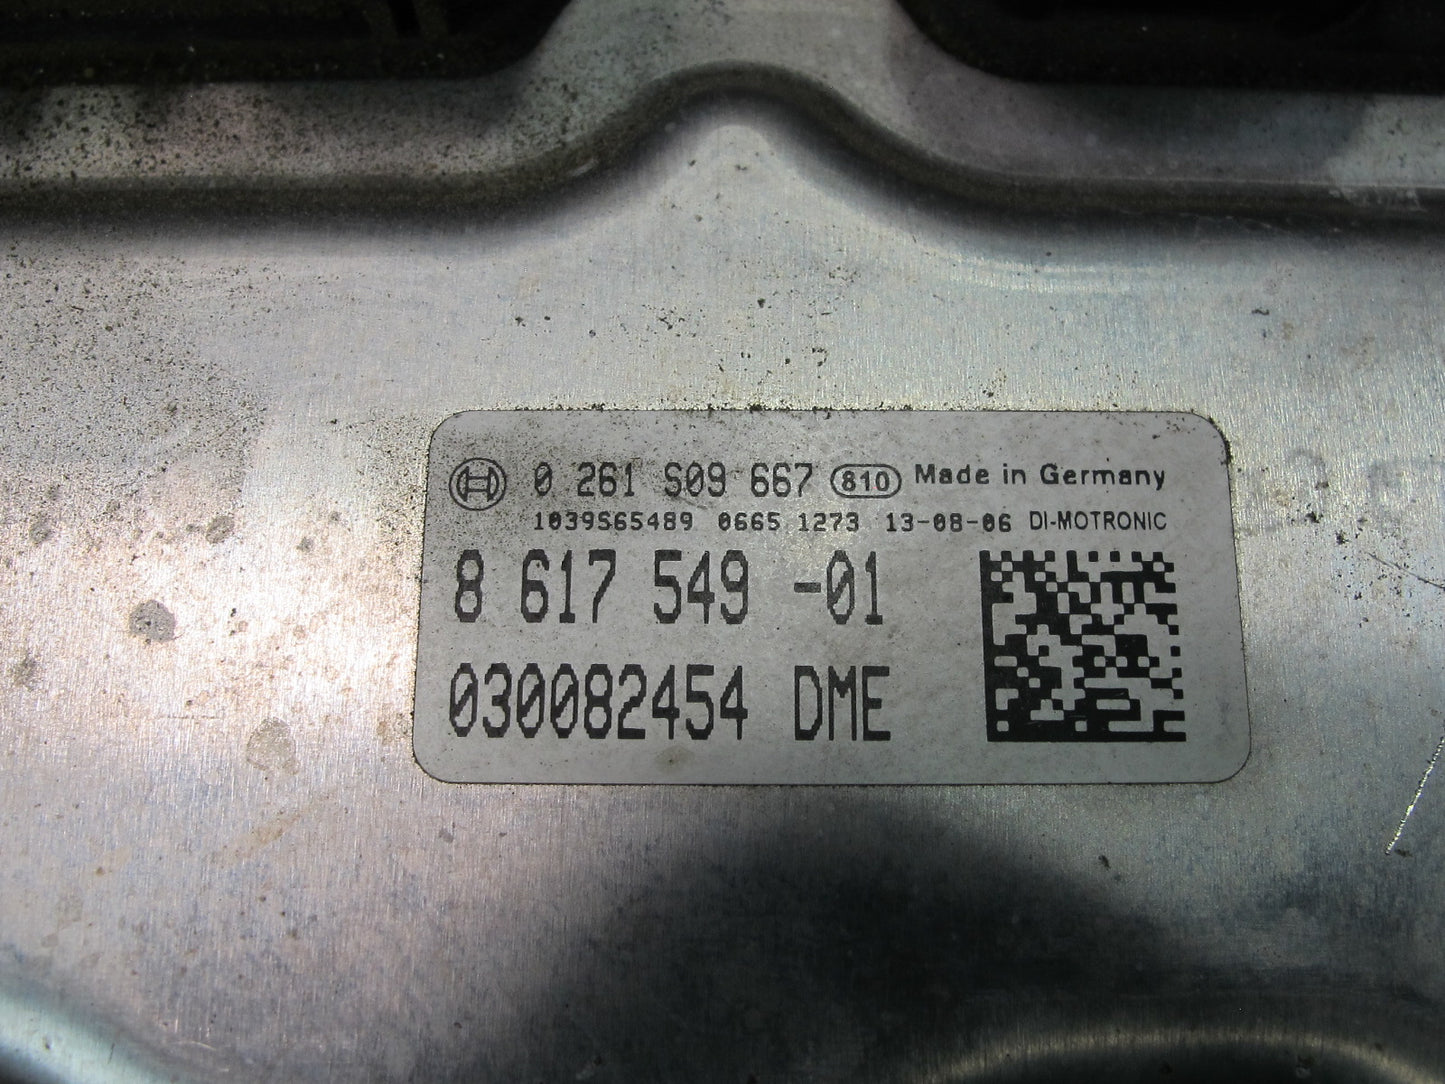 0 261 S09 667 810 Made in Germany
1039S65489 0665 1273 13-08-06 DI-MOTRONIC
8 617 549 -01
030082454 DME